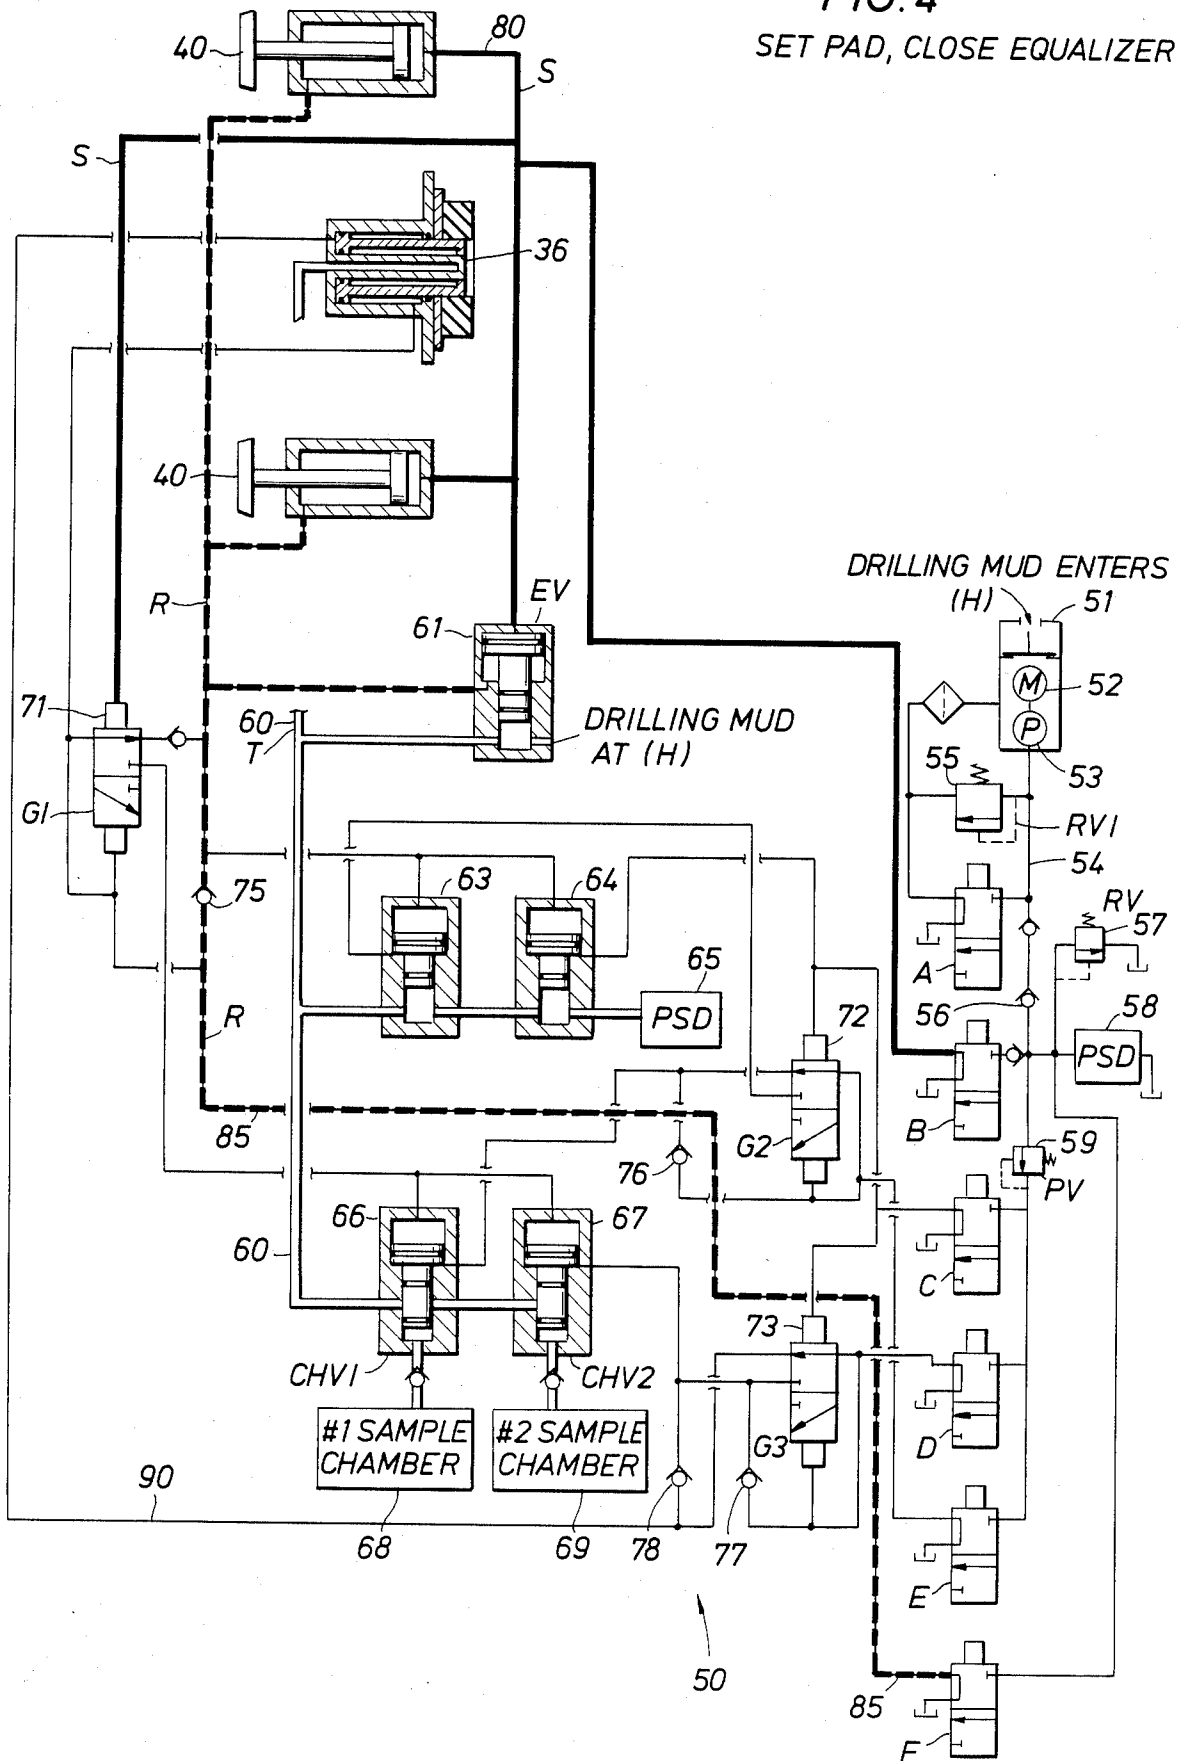 FIG. 4
SET PAD, CLOSE EQUALIZER
40
80
S
S
36
40
R
EV
61
DRILLING MUD ENTERS
(H)
51
M
52
P
53
71
60
T
DRILLING MUD
AT (H)
55
RV1
54
G1
75
63
64
65
PSD
A
RV
57
R
72
56
58
PSD
85
G2
B
76
59
PV
66
67
60
C
73
CHV1
CHV2
#1 SAMPLE
CHAMBER
#2 SAMPLE
CHAMBER
G3
D
90
68
69
78
77
E
50
85
F